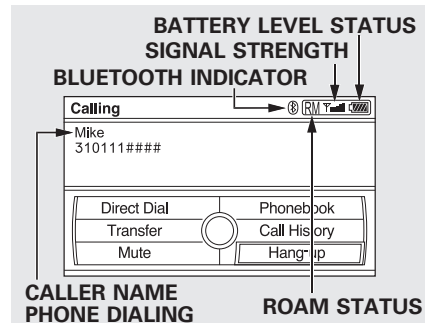 BATTERY LEVEL STATUS
SIGNAL STRENGTH
BLUETOOTH INDICATOR
Calling
RM
Mike
310111####
Direct Dial
Phonebook
Transfer
Call History
Mute
Hang-up
CALLER NAME
PHONE DIALING
ROAM STATUS